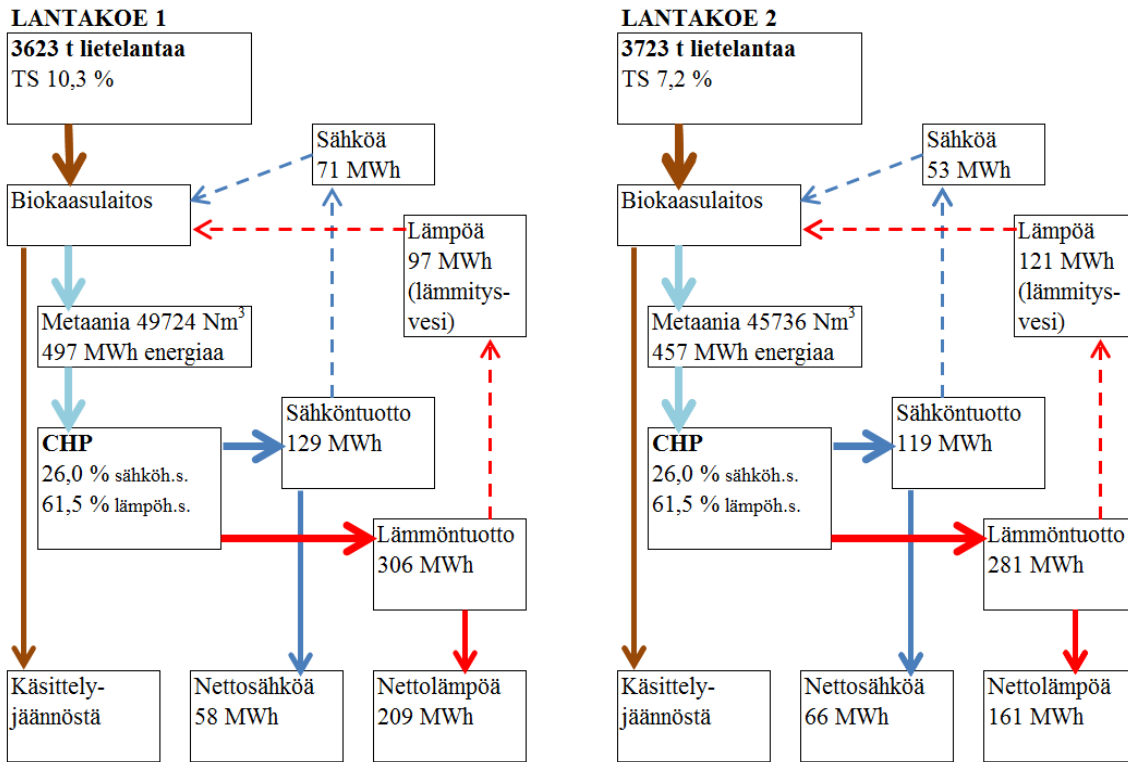 LANTAKOE 1
3623 t lietelantaa
TS 10,3 %
Sähköä
71 MWh
Biokaasulaitos
Lämpöä
97 MWh
(lämmitys-
vesi)
Metaania 49724 Nm³
497 MWh energiaa
Sähköntuotto
129 MWh
CHP
26,0 % sähköh.s.
61,5 % lämpöh.s.
Lämmöntuotto
306 MWh
Käsittely-
jäännöstä
Nettosähköä
58 MWh
Nettolämpöä
209 MWh
LANTAKOE 2
3723 t lietelantaa
TS 7,2 %
Sähköä
53 MWh
Biokaasulaitos
Lämpöä
121 MWh
(lämmitys-
vesi)
Metaania 45736 Nm³
457 MWh energiaa
Sähköntuotto
119 MWh
CHP
26,0 % sähköh.s.
61,5 % lämpöh.s.
Lämmöntuotto
281 MWh
Käsittely-
jäännöstä
Nettosähköä
66 MWh
Nettolämpöä
161 MWh